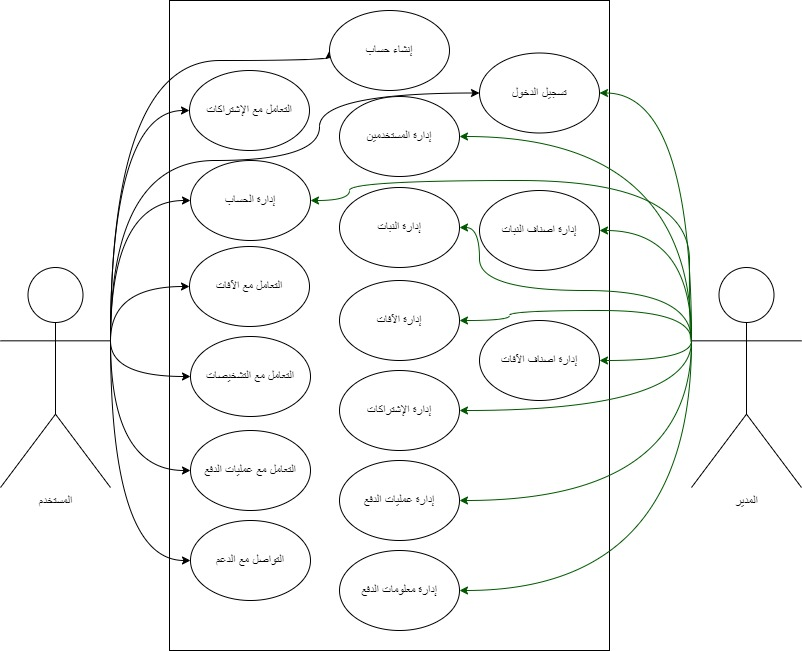 إنشاء حساب
تسجيل الدخول
التعامل مع الإشتراكات
إدارة المستخدمين
إدارة الحساب
إدارة النبات
إدارة اصناف النبات
التعامل مع الآفات
إدارة الآفات
إدارة اصناف الآفات
التعامل مع التشخيصات
إدارة الإشتراكات
التعامل مع عمليات الدفع
إدارة عمليات الدفع
المستخدم
المدير
التواصل مع الدعم
إدارة معلومات الدفع